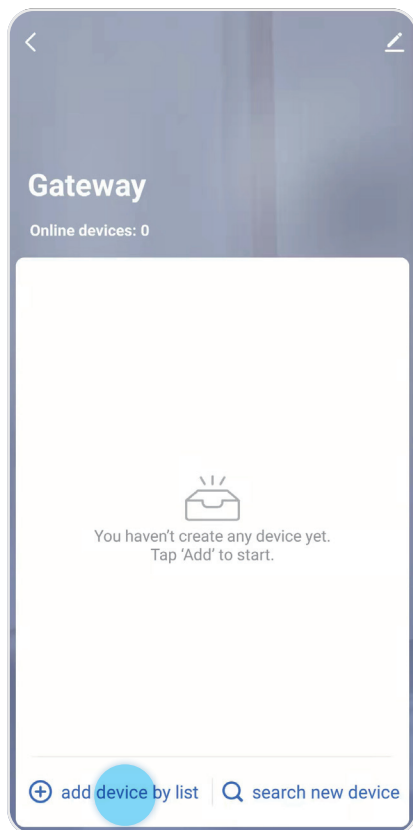 Gateway
Online devices: 0
You haven't create any device yet.
Tap ‘Add’ to start.
add device by list
search new device